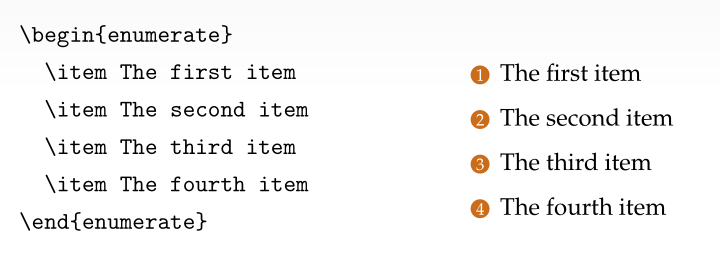 \begin{enumerate}
\item The first item
\item The second item
\item The third item
\item The fourth item
\end{enumerate}
1 The first item
2 The second item
3 The third item
4 The fourth item